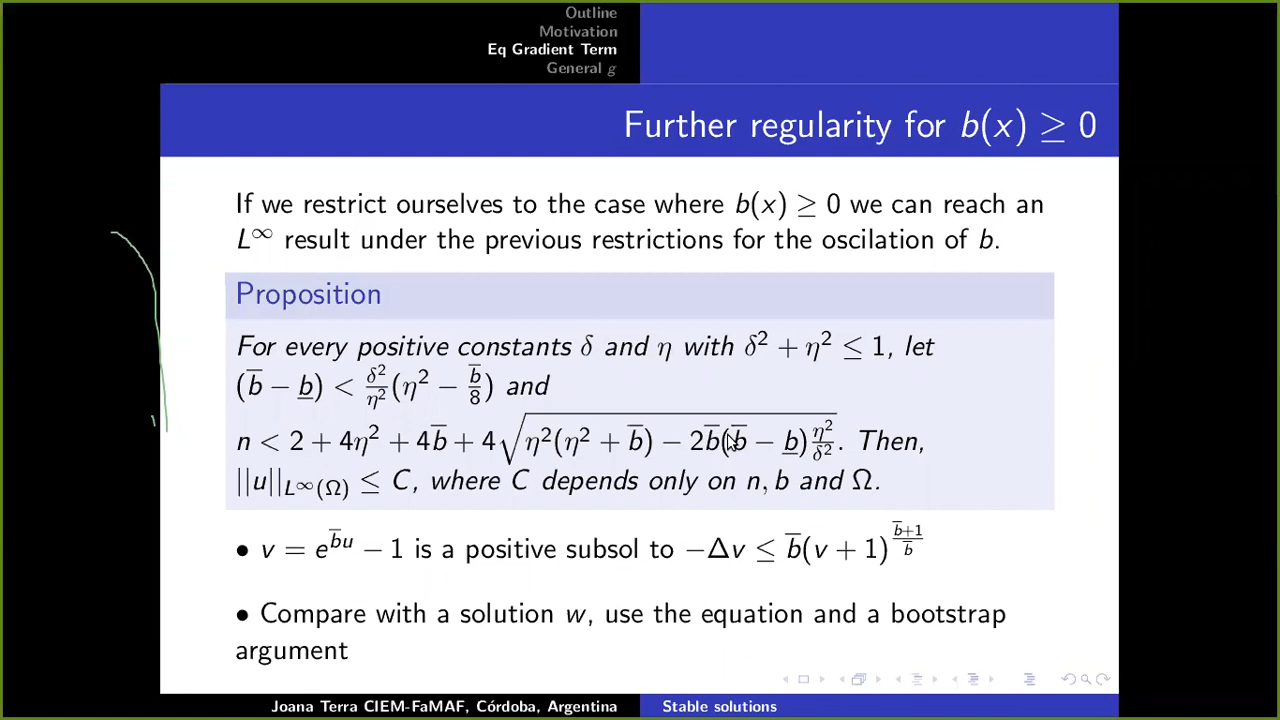 Outline
Motivation
Eq Gradient Term
General g
Further regularity for b(x) ≥ 0
If we restrict ourselves to the case where b(x) ≥ 0 we can reach an
L^∞ result under the previous restrictions for the oscilation of b.
Proposition
For every positive constants δ and η with δ² + η² ≤ 1, let
(b̅ − b̲) < δ²/η² (η² − b̅/8) and
n < 2 + 4η² + 4b̅ + 4√(η²(η² + b̅) − 2b̅(b̅ − b̲) η²/δ²). Then,
||u||_{L^∞(Ω)} ≤ C, where C depends only on n, b and Ω.
• v = e^{b̅u} − 1 is a positive subsol to −Δv ≤ b̅(v + 1)^{(b̅+1)/b̅}
• Compare with a solution w, use the equation and a bootstrap
argument
Joana Terra CIEM-FaMAF, Córdoba, Argentina
Stable solutions